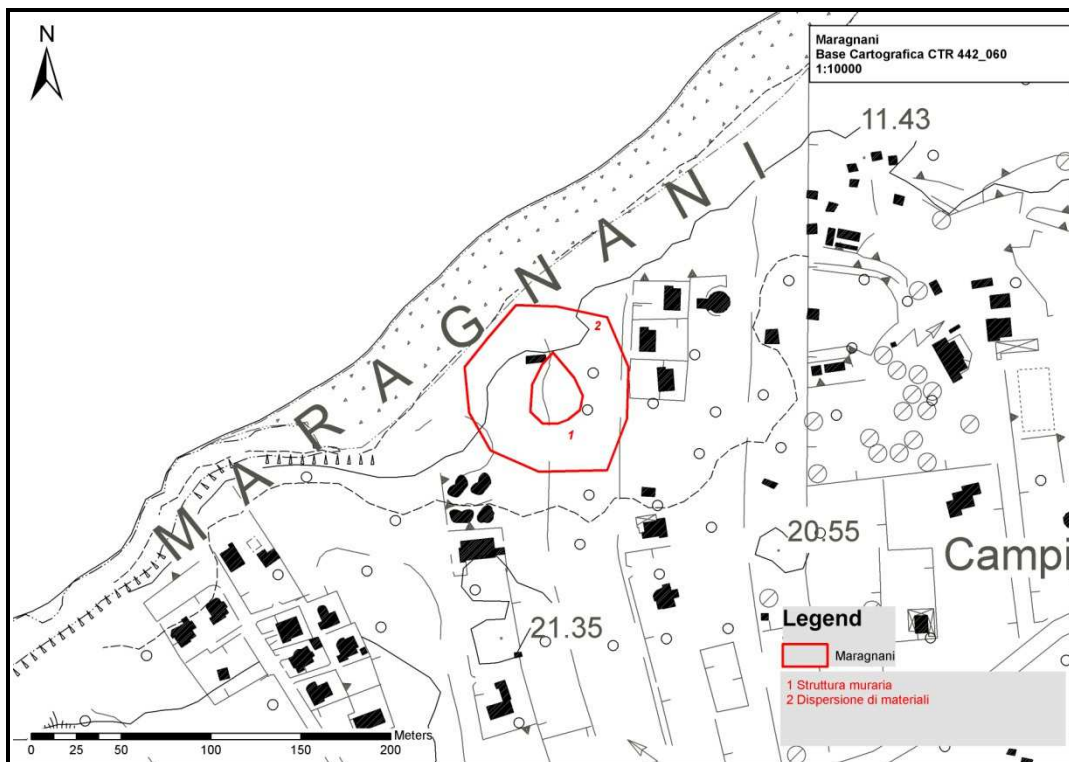 N
Maragnani
Base Cartografica CTR 442_060
1:10000
11.43
MARAGNANI
2
1
20.55
Campi
21.35
Legend
Maragnani
1 Struttura muraria
2 Dispersione di materiali
Meters
0 25 50 100 150 200